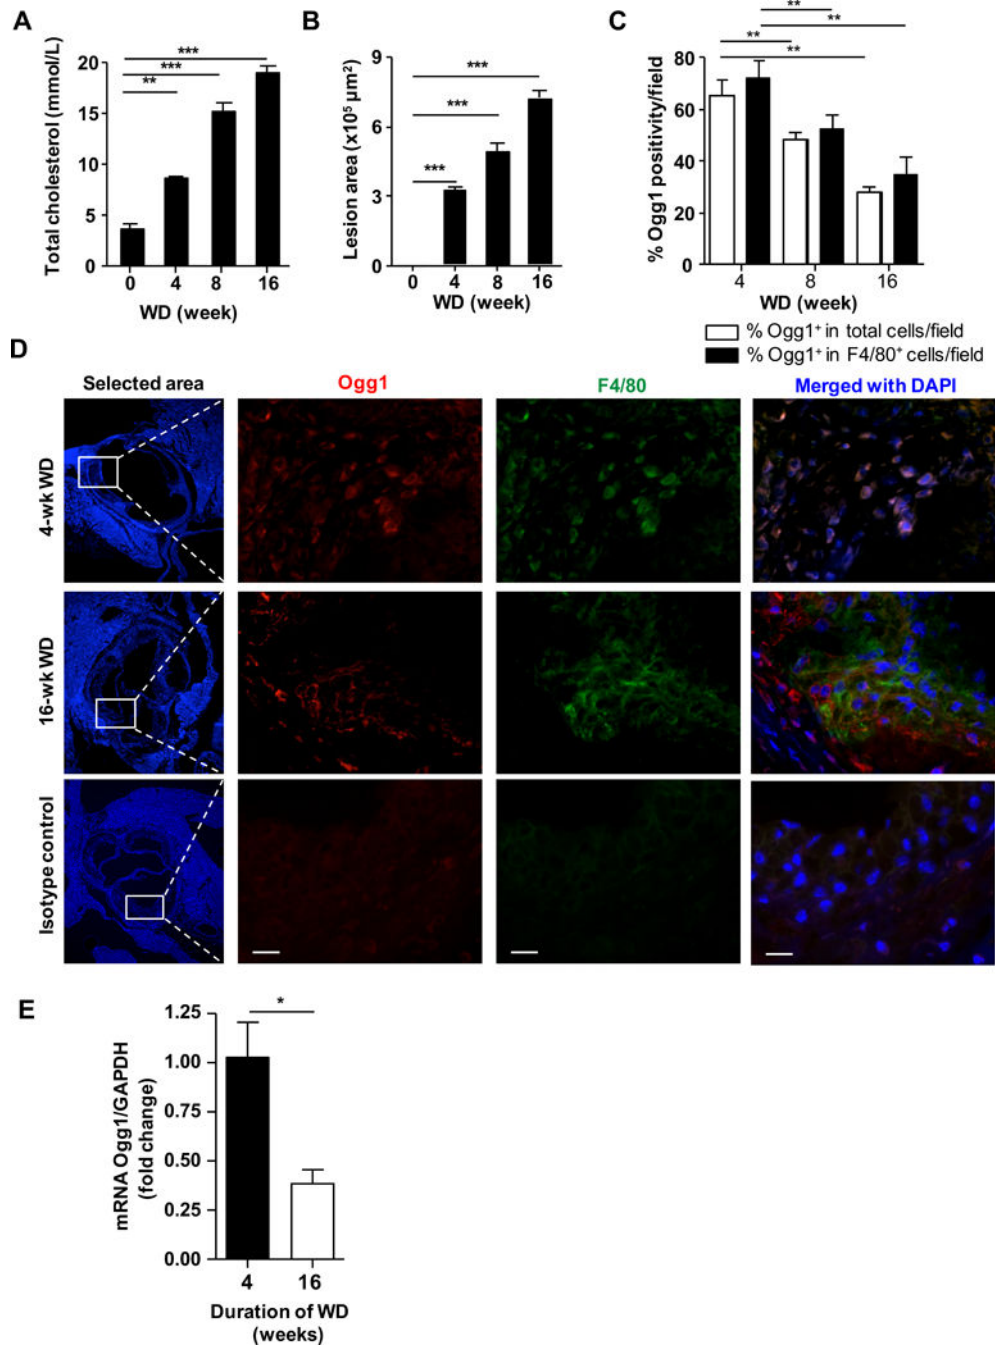 A
Total cholesterol (mmol/L)
20
15
10
5
0
***
***
**
0 4 8 16
WD (week)
B
Lesion area (x10⁵ µm²)
9
6
3
0
***
***
***
0 4 8 16
WD (week)
C
% Ogg1 positivity/field
80
60
40
20
0
**
**
**
**
4 8 16
WD (week)
% Ogg1⁺ in total cells/field
% Ogg1⁺ in F4/80⁺ cells/field
D
Selected area Ogg1 F4/80 Merged with DAPI
4-wk WD
16-wk WD
Isotype control
E
mRNA Ogg1/GAPDH
(fold change)
1.25
1.00
0.75
0.50
0.25
0.00
*
4 16
Duration of WD
(weeks)